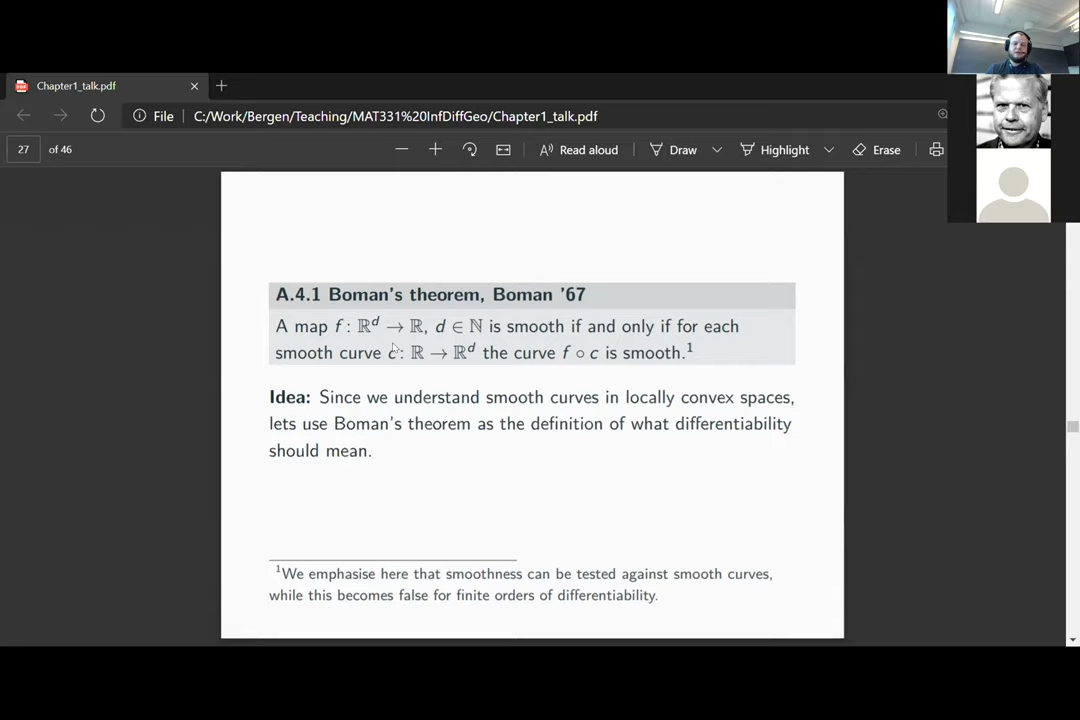 Chapter1_talk.pdf
File C:/Work/Bergen/Teaching/MAT331%20InfDiffGeo/Chapter1_talk.pdf
27 of 46 Read aloud Draw Highlight Erase
A.4.1 Boman's theorem, Boman '67
A map f : ℝᵈ → ℝ, d ∈ ℕ is smooth if and only if for each
smooth curve c : ℝ → ℝᵈ the curve f ∘ c is smooth.¹
Idea: Since we understand smooth curves in locally convex spaces,
lets use Boman's theorem as the definition of what differentiability
should mean.
¹We emphasise here that smoothness can be tested against smooth curves,
while this becomes false for finite orders of differentiability.